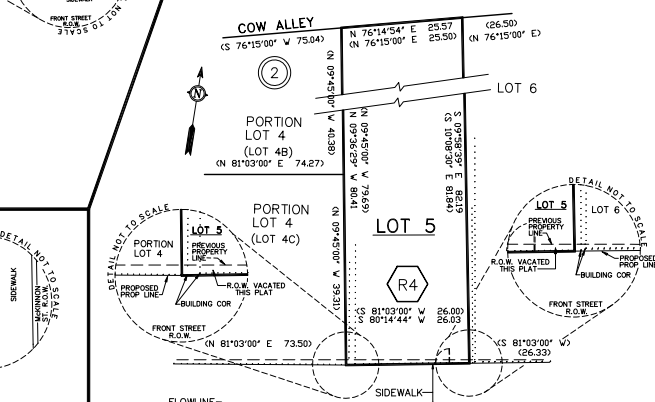 DETAIL NOT TO SCALE
FRONT STREET
R.O.W.
COW ALLEY
(S 76°15'00" W 75.04)
N 76°14'54" E 25.57
(N 76°15'00" E 25.50)
(26.50)
(N 76°15'00" E)
2
N
LOT 6
PORTION
LOT 4
(LOT 4B)
(N 81°03'00" E 74.27)
(N 09°45'00" W 40.38)
(N 09°45'00" W 79.69)
N 09°36'29" W 80.41
S 09°58'39" E 82.19
(S 10°08'30" E 81.84)
PORTION
LOT 4
(LOT 4C)
(N 09°45'00" W 39.31)
LOT 5
R4
(S 81°03'00" W 26.00)
S 80°14'44" W 26.03
(N 81°03'00" E 73.50)
(S 81°03'00" W)
(26.33)
SIDEWALK
FLOWLINE
DETAIL NOT TO SCALE
LOT 5
PORTION
LOT 4
PREVIOUS
PROPERTY
LINE
R.O.W. VACATED
THIS PLAT
PROPOSED
PROP LINE
BUILDING COR
FRONT STREET
R.O.W.
DETAIL NOT TO SCALE
LOT 5
LOT 6
PREVIOUS
PROPERTY
LINE
R.O.W. VACATED
THIS PLAT
PROPOSED
PROP LINE
BUILDING COR
FRONT STREET
R.O.W.
DETAIL NOT TO SCALE
SIDEWALK
McKINNON
ST. R.O.W.